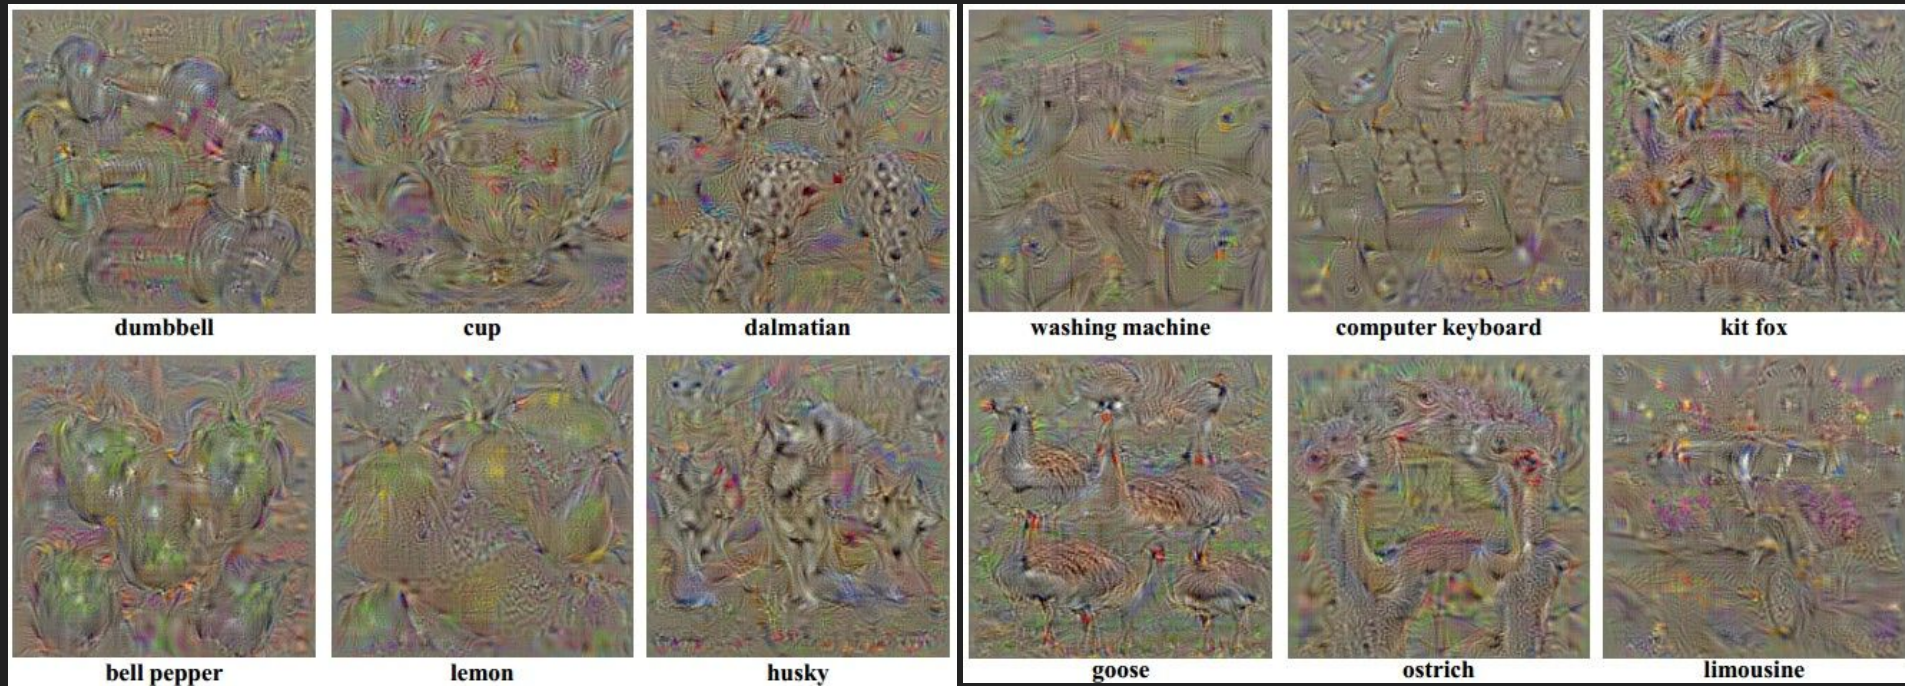 dumbbell
cup
dalmatian
washing machine
computer keyboard
kit fox
bell pepper
lemon
husky
goose
ostrich
limousine